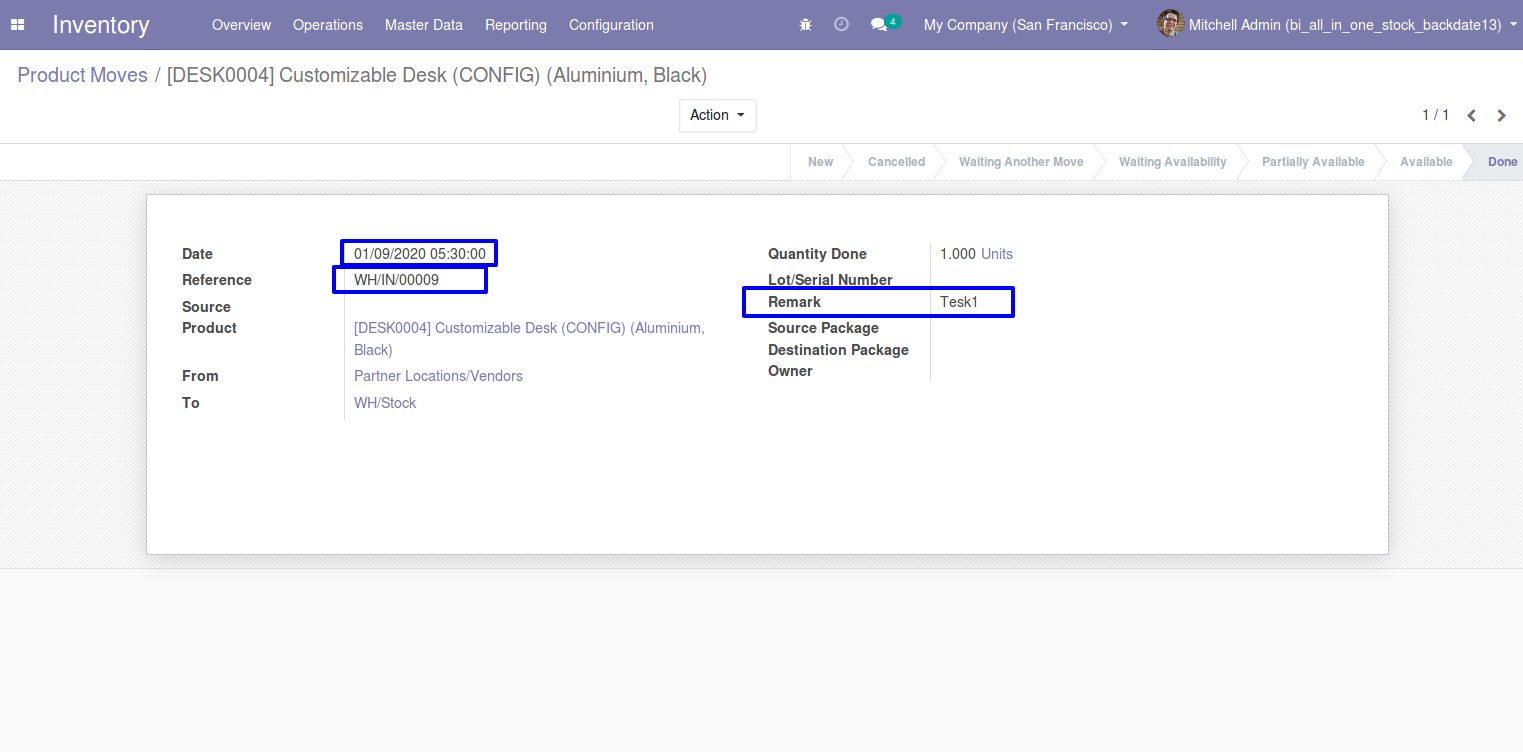 Inventory Overview Operations Master Data Reporting Configuration 4 My Company (San Francisco) Mitchell Admin (bi_all_in_one_stock_backdate13)
Product Moves / [DESK0004] Customizable Desk (CONFIG) (Aluminium, Black)
Action 1 / 1
New Cancelled Waiting Another Move Waiting Availability Partially Available Available Done
Date 01/09/2020 05:30:00
Reference WH/IN/00009
Source
Product [DESK0004] Customizable Desk (CONFIG) (Aluminium,
Black)
From Partner Locations/Vendors
To WH/Stock
Quantity Done 1.000 Units
Lot/Serial Number
Remark Tesk1
Source Package
Destination Package
Owner